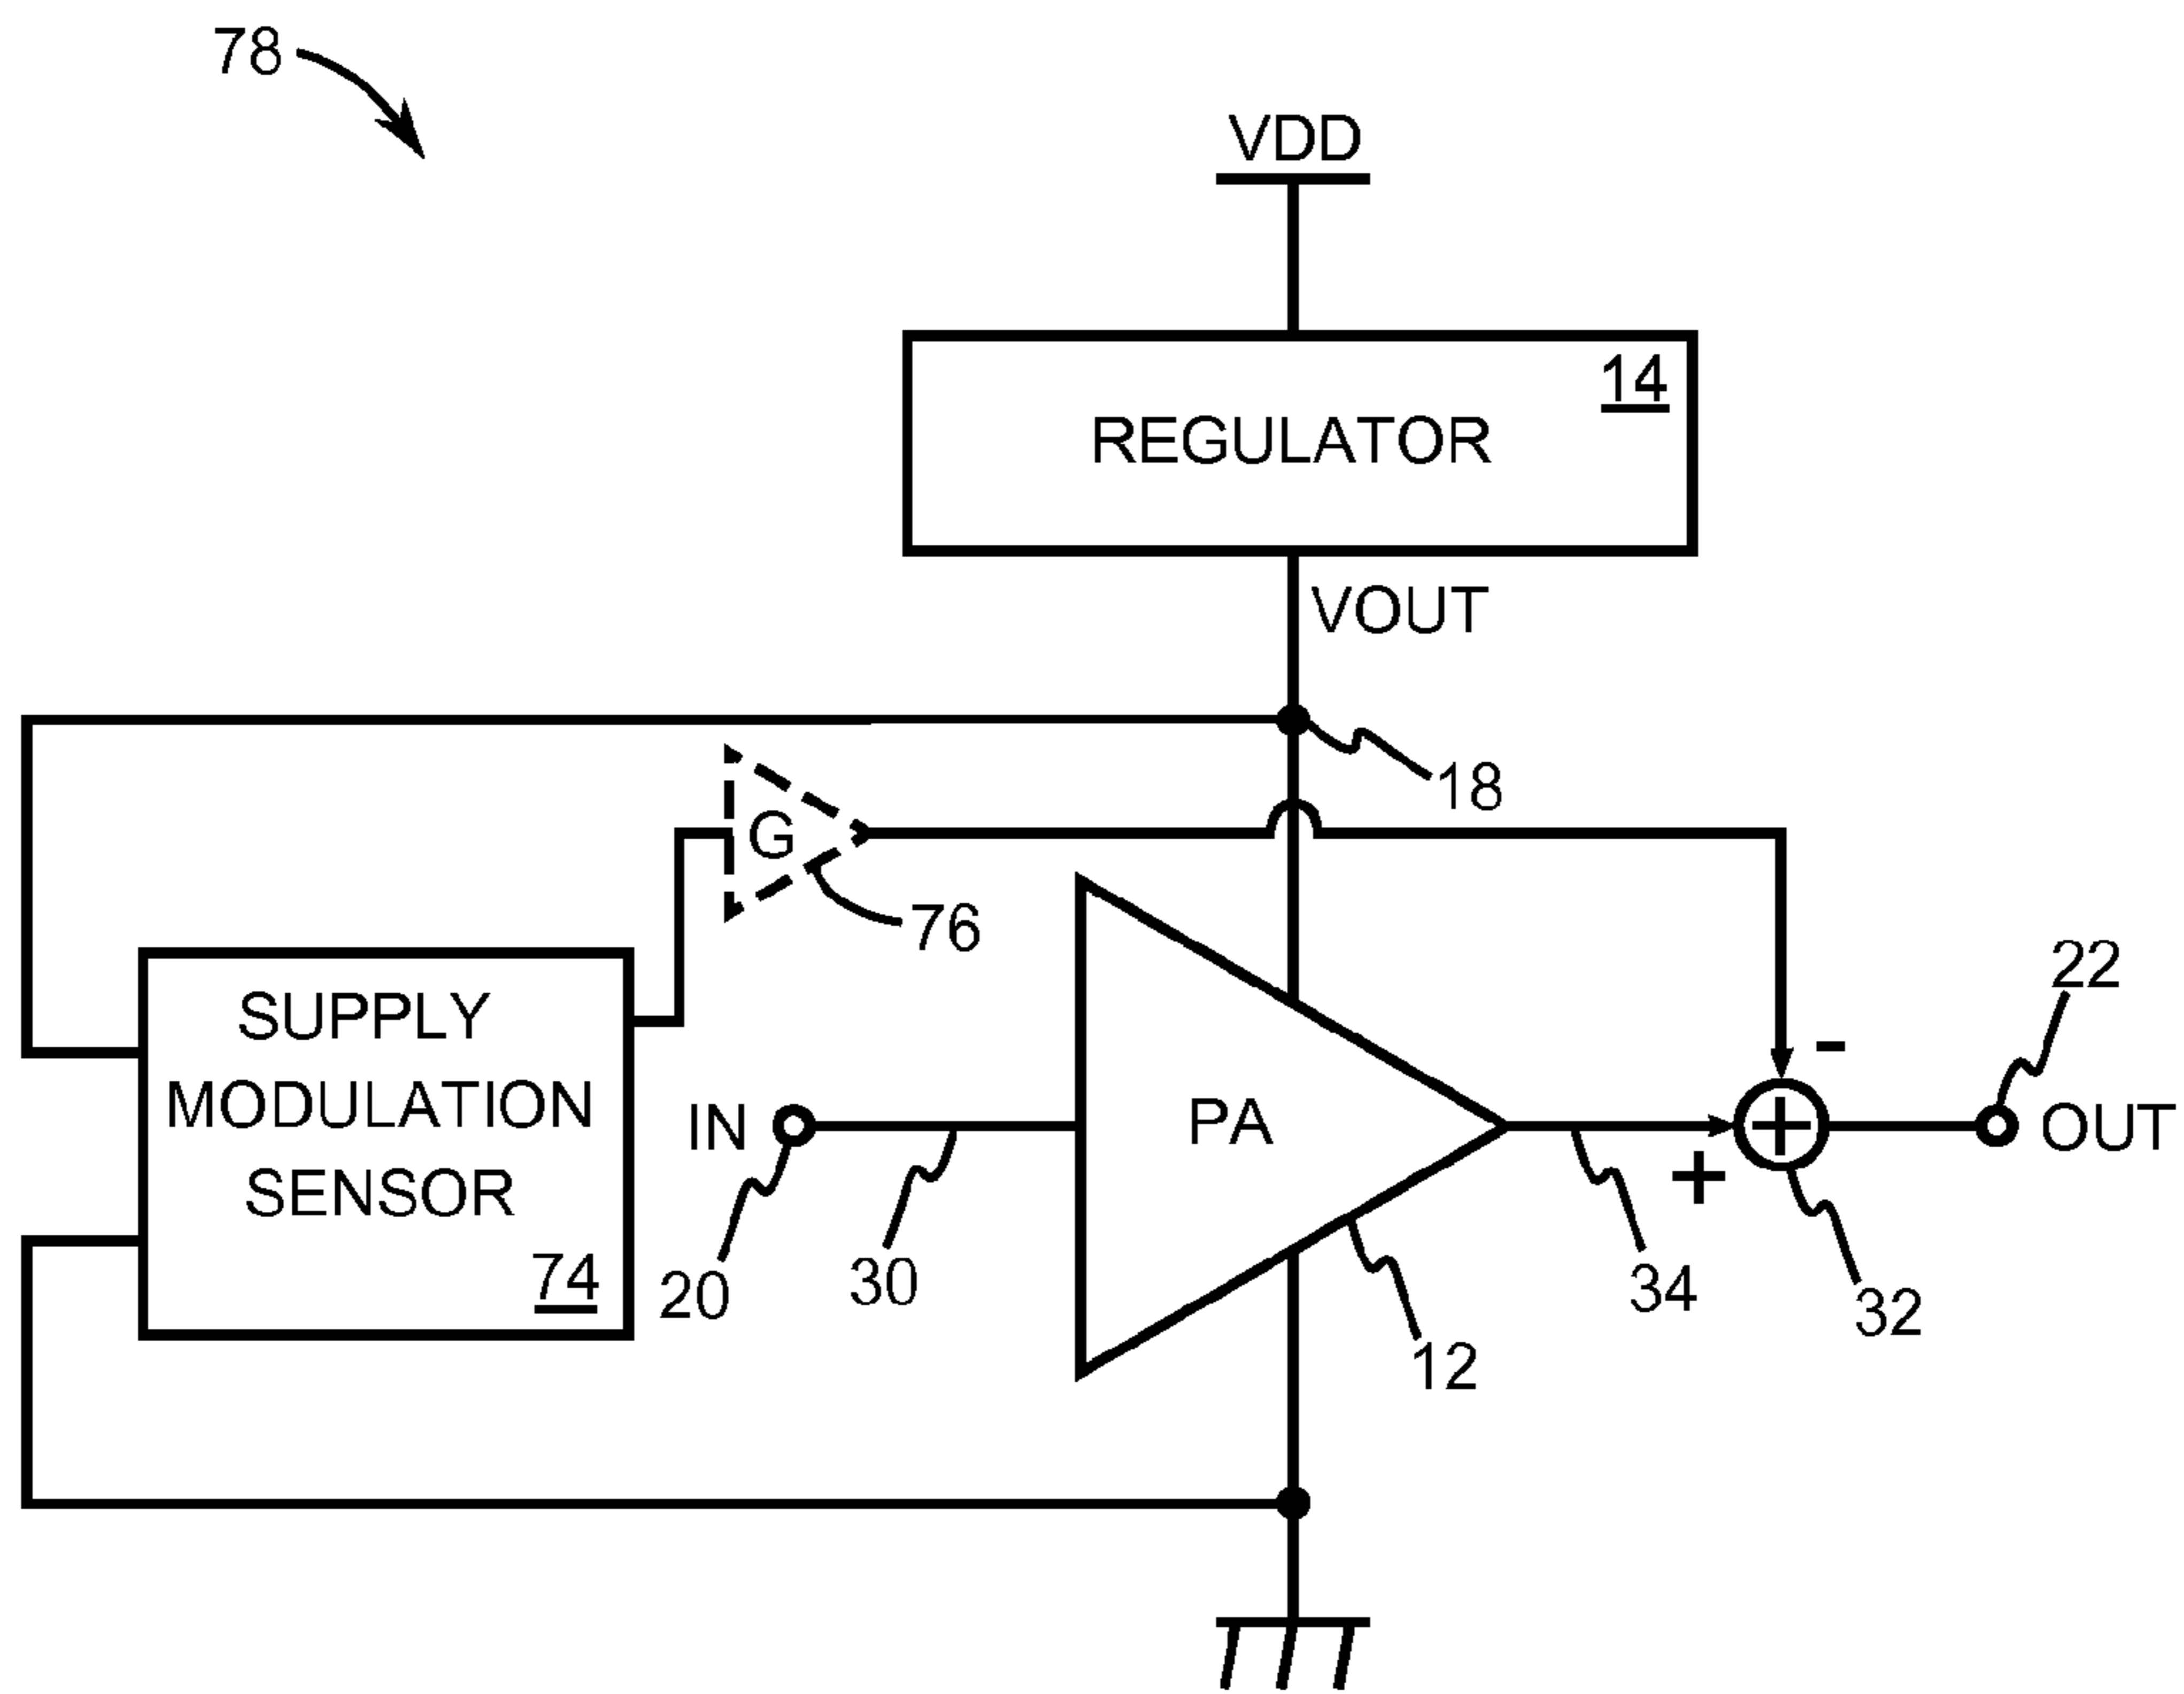 78
VDD
14
REGULATOR
VOUT
18
G
76
22
SUPPLY
MODULATION
SENSOR
74
IN
PA
-
+
OUT
+
20
30
34
32
12